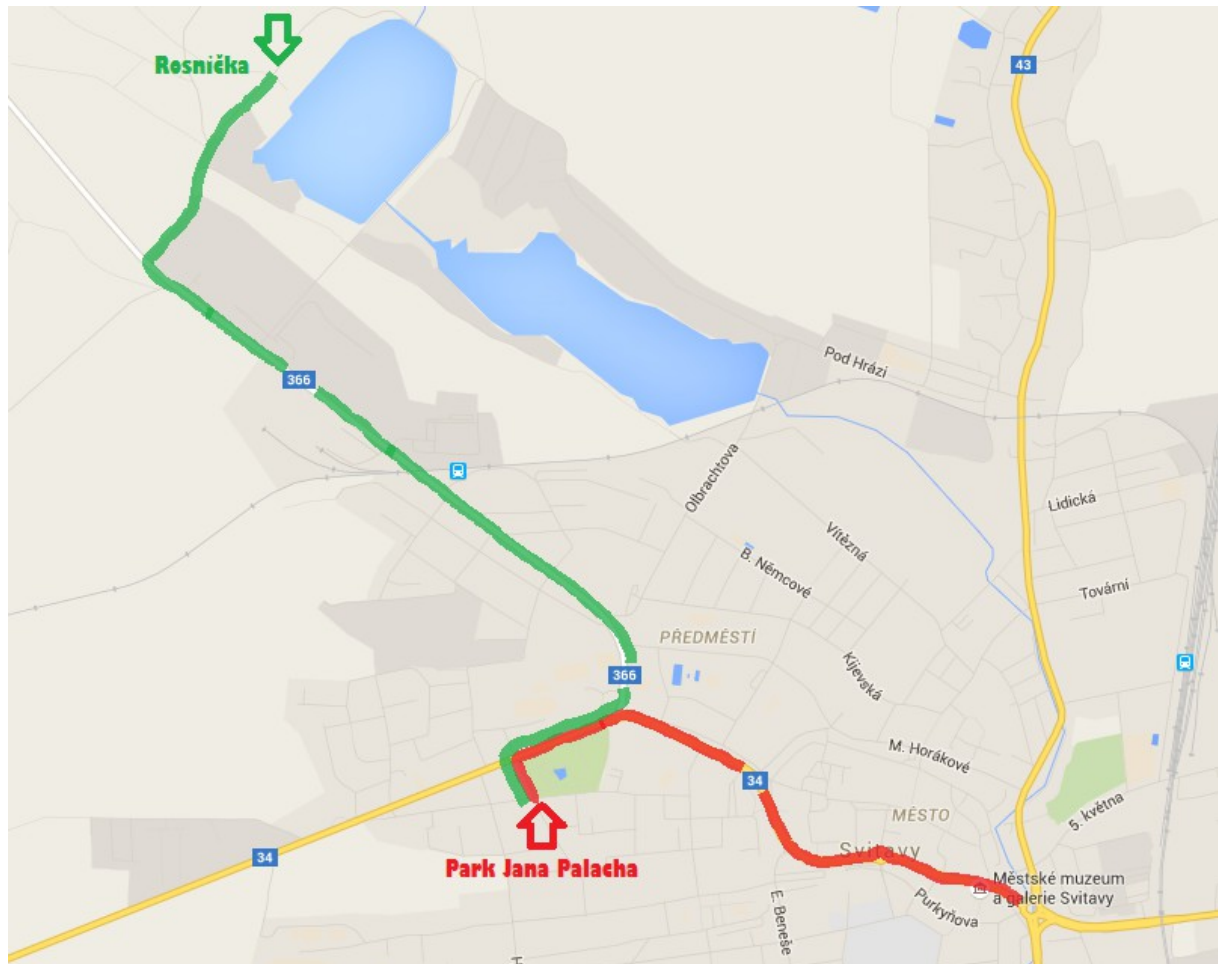 Rosnička
43
Pod Hrází
366
Olbrachtova
Lidická
Vítězná
B. Němcové
Tovární
PŘEDMĚSTÍ
Kijevská
366
M. Horákové
34
MĚSTO
5. května
Svitavy
34
Park Jana Palacha
Městské muzeum
a galerie Svitavy
Purkyňova
E. Beneše
H